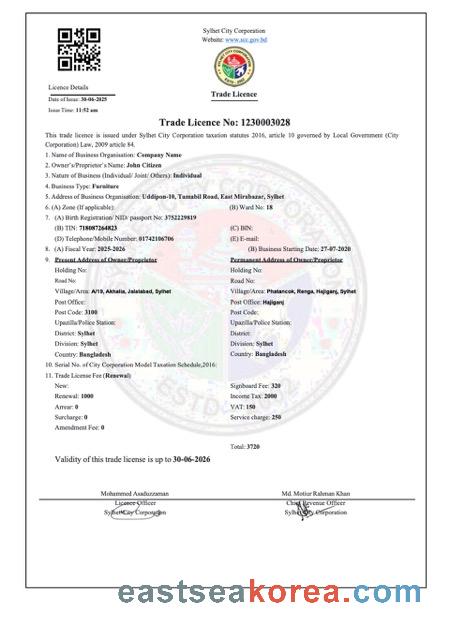 Sylhet City Corporation
Website: www.scc.gov.bd
Licence Details
Date of Issue: 30-06-2025
Issue Time: 11:52 am
Trade Licence
Trade Licence No: 1230003028
This trade licence is issued under Sylhet City Corporation taxation statutes 2016, article 10 governed by Local Government (City
Corporation) Law, 2009 article 84.
1. Name of Business Organisation: Company Name
2. Owner's/Proprietor's Name: John Citizen
3. Nature of Business (Individual/ Joint/ Others): Individual
4. Business Type: Furniture
5. Address of Business Organisation: Uddipon-10, Tamabil Road, East Mirabazar, Sylhet
6. (A) Zone (If applicable): (B) Ward No: 18
7. (A) Birth Registration/ NID/ passport No: 3752229819
(B) TIN: 718087264823 (C) BIN:
(D) Telephone/Mobile Number: 01742106706 (E) E-mail:
8. (A) Fiscal Year: 2025-2026 (B) Business Starting Date: 27-07-2020
9. Present Address of Owner/Proprietor Permanent Address of Owner/Proprietor
Holding No: Holding No:
Road No: Road No:
Village/Area: A/19, Akhalia, Jalatabad, Sylhet Village/Area: Phatancok, Renga, Hajiganj, Sylhet
Post Office: Post Office: Hajiganj
Post Code: 3100 Post Code:
Upazilla/Police Station: Upazilla/Police Station:
District: Sylhet District:
Division: Sylhet Division: Sylhet
Country: Bangladesh Country: Bangladesh
10. Serial No. of City Corporation Model Taxation Schedule,2016:
11. Trade License Fee (Renewal)
New: Signboard Fee: 320
Renewal: 1000 Income Tax: 2000
Arrear: 0 VAT: 150
Surcharge: 0 Service charge: 250
Amendment Fee: 0
Total: 3720
Validity of this trade license is up to 30-06-2026
Mohammed Asaduzzaman Md. Motiur Rahman Khan
Licence Officer Chief Revenue Officer
Sylhet City Corporation Sylhet City Corporation
eastseakorea.com